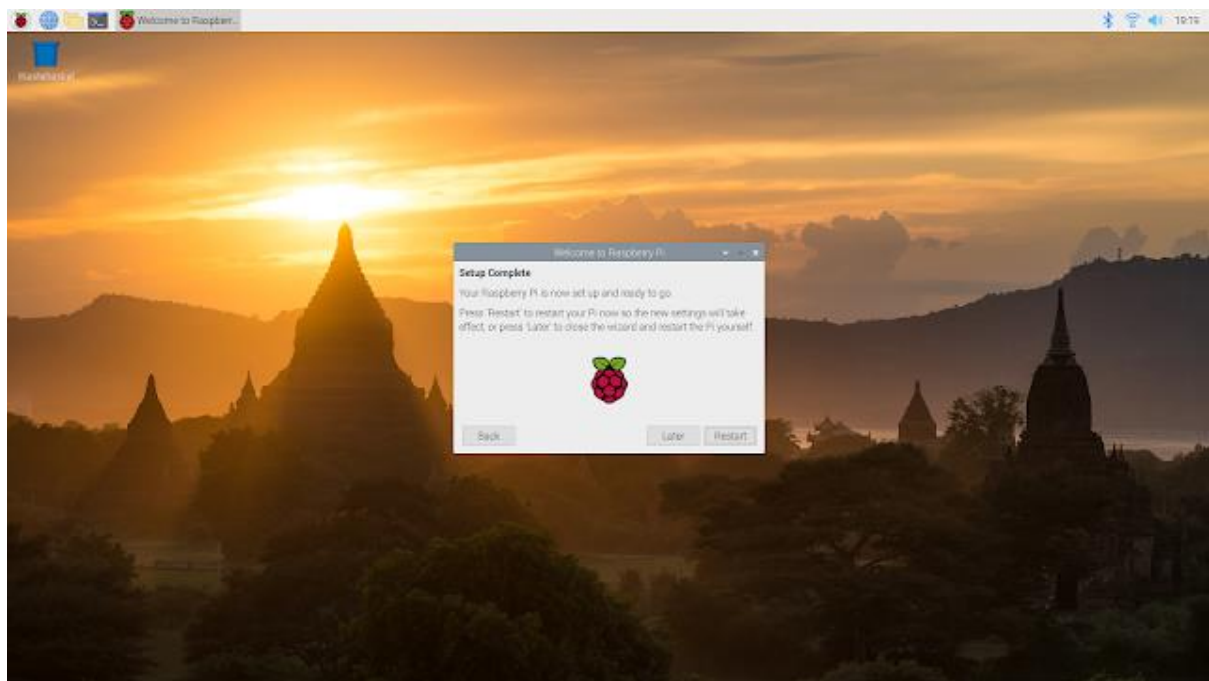 Welcome to Raspberr..
19:19
Wastebasket
Welcome to Raspberry Pi
Setup Complete
Your Raspberry Pi is now set up and ready to go.
Press 'Restart' to restart your Pi now so the new settings will take
effect, or press 'Later' to close the wizard and restart the Pi yourself.
Back
Later
Restart